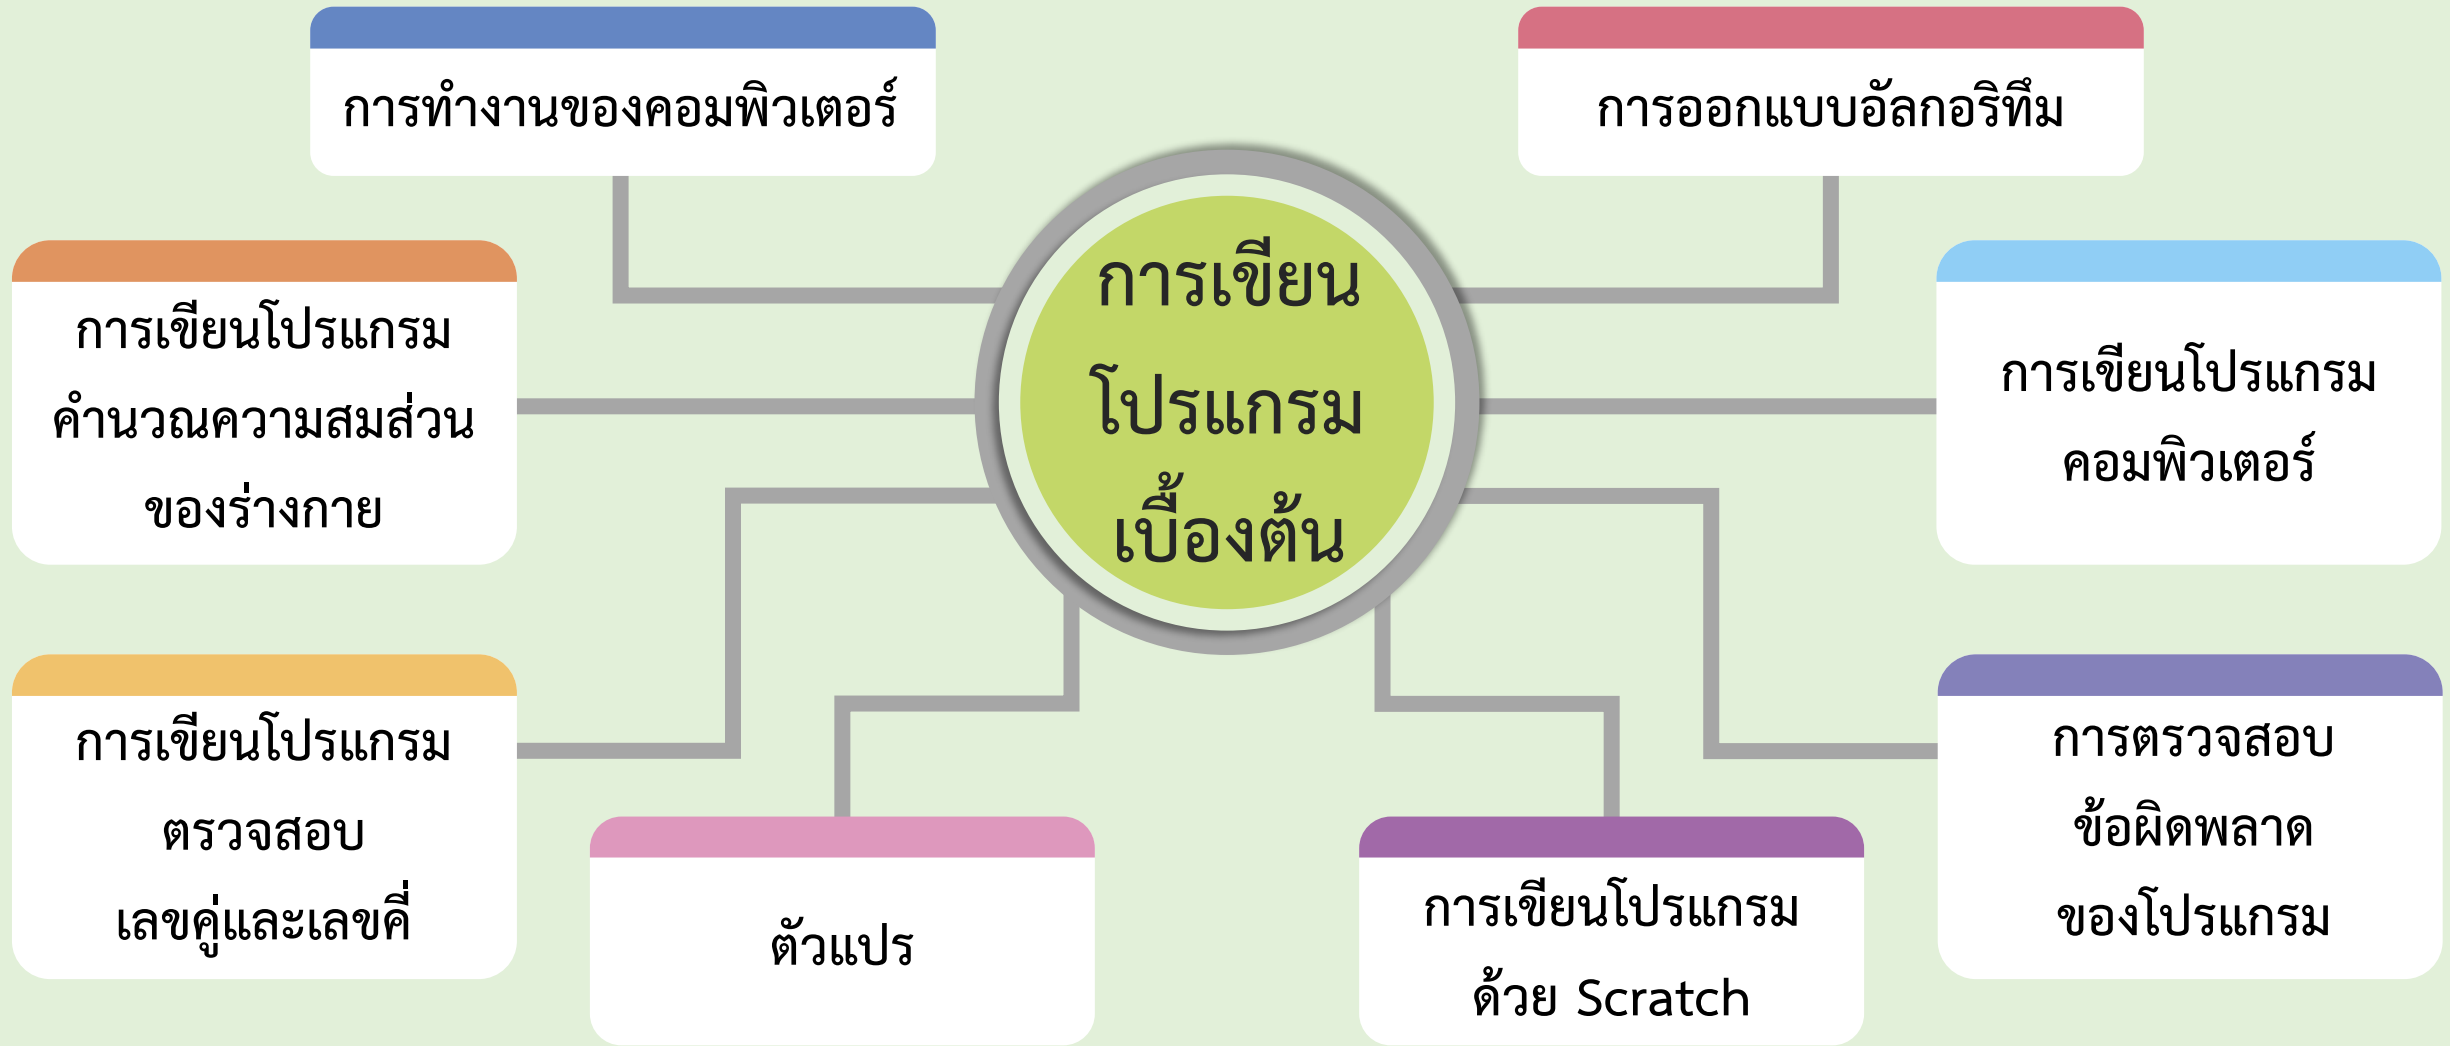 การทำงานของคอมพิวเตอร์
การออกแบบอัลกอริทึม
การเขียน
โปรแกรม
เบื้องต้น
การเขียนโปรแกรม
คำนวณความสมส่วน
ของร่างกาย
การเขียนโปรแกรม
คอมพิวเตอร์
การเขียนโปรแกรม
ตรวจสอบ
เลขคู่และเลขคี่
ตัวแปร
การเขียนโปรแกรม
ด้วย Scratch
การตรวจสอบ
ข้อผิดพลาด
ของโปรแกรม